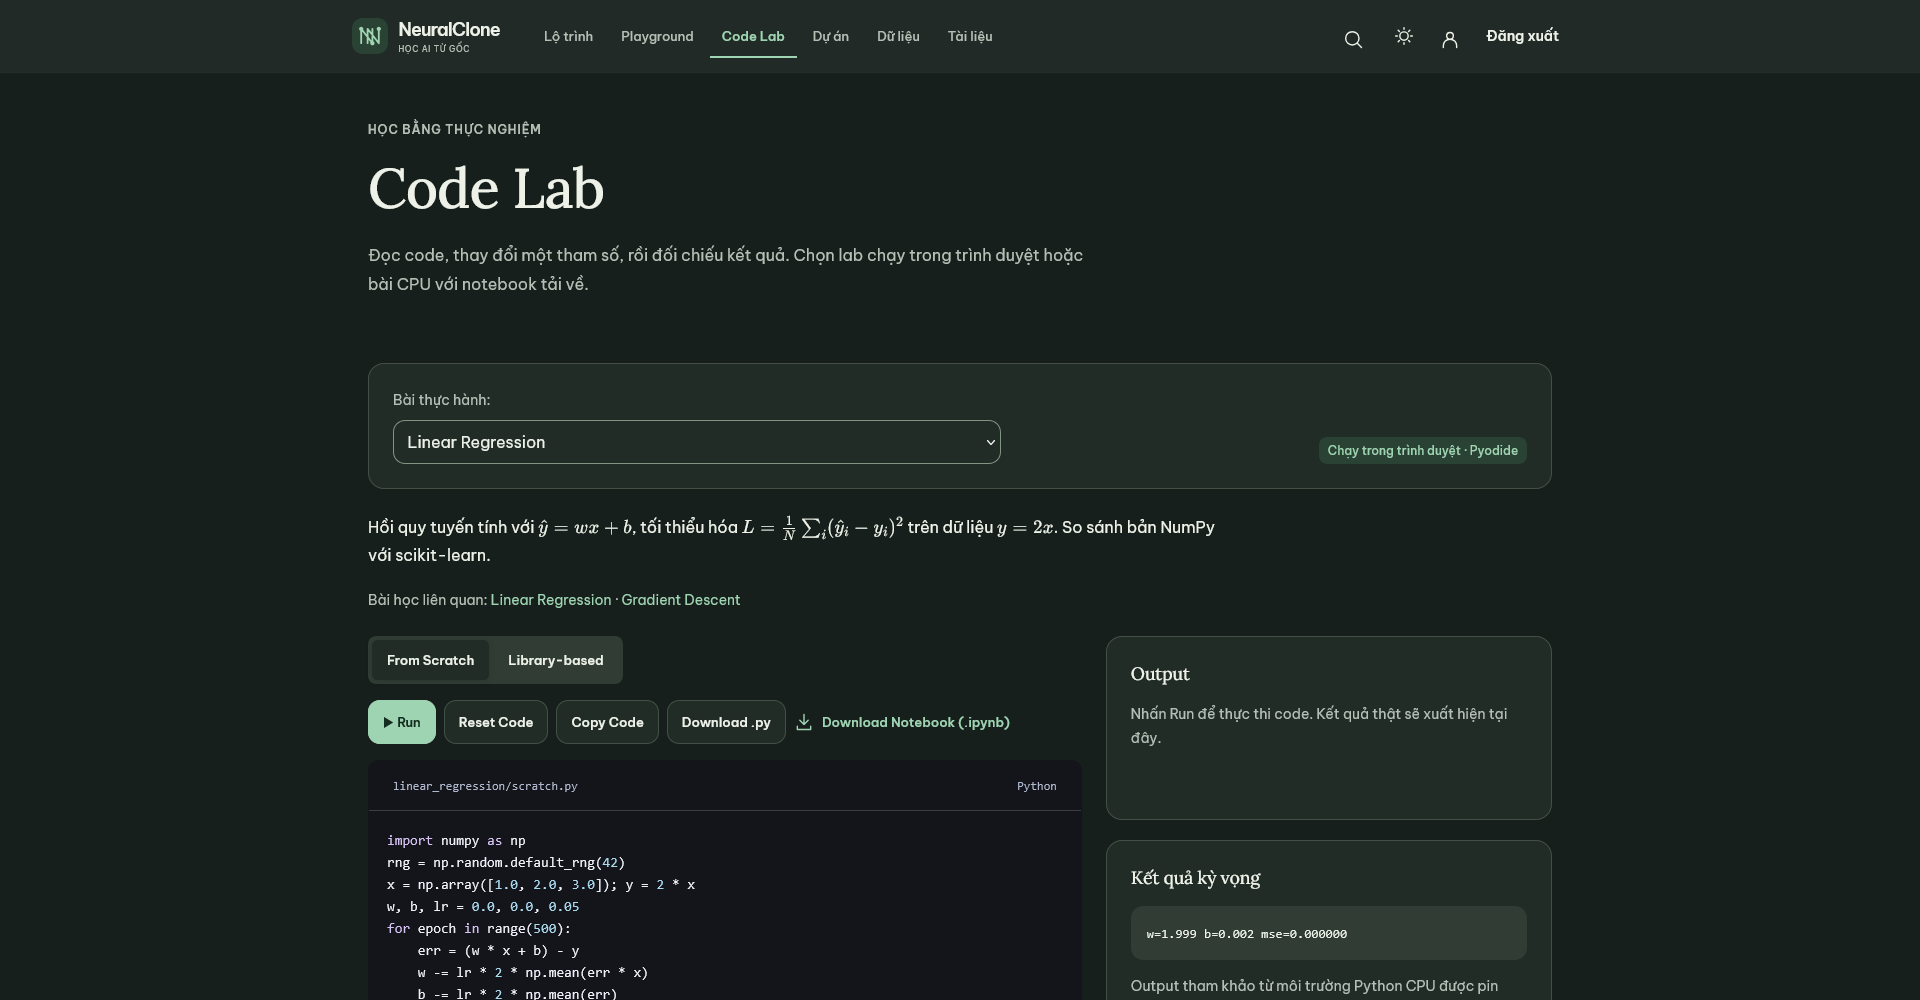 NeuralClone
HỌC AI TỪ GỐC
Lộ trình
Playground
Code Lab
Dự án
Dữ liệu
Tài liệu
Đăng xuất
HỌC BẰNG THỰC NGHIỆM
Code Lab
Đọc code, thay đổi một tham số, rồi đối chiếu kết quả. Chọn lab chạy trong trình duyệt hoặc
bài CPU với notebook tải về.
Bài thực hành:
Linear Regression
Chạy trong trình duyệt · Pyodide
Hồi quy tuyến tính với ŷ = wx + b, tối thiểu hóa L = 1/N ∑ᵢ(ŷᵢ − yᵢ)² trên dữ liệu y = 2x. So sánh bản NumPy
với scikit-learn.
Bài học liên quan: Linear Regression · Gradient Descent
From Scratch
Library-based
▶ Run
Reset Code
Copy Code
Download .py
Download Notebook (.ipynb)
linear_regression/scratch.py
Python
import numpy as np
rng = np.random.default_rng(42)
x = np.array([1.0, 2.0, 3.0]); y = 2 * x
w, b, lr = 0.0, 0.0, 0.05
for epoch in range(500):
    err = (w * x + b) - y
    w -= lr * 2 * np.mean(err * x)
    b -= lr * 2 * np.mean(err)
Output
Nhấn Run để thực thi code. Kết quả thật sẽ xuất hiện tại
đây.
Kết quả kỳ vọng
w=1.999 b=0.002 mse=0.000000
Output tham khảo từ môi trường Python CPU được pin